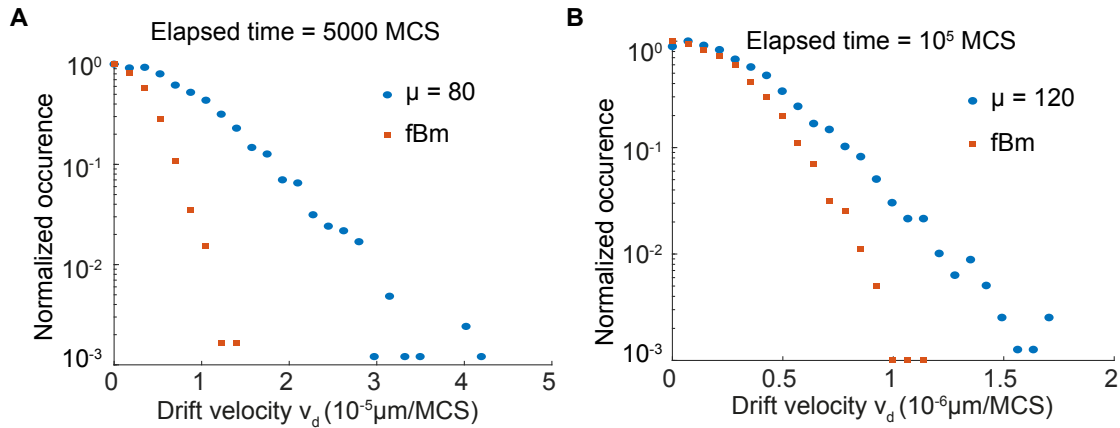 A
Elapsed time = 5000 MCS
10⁰
10⁻¹
10⁻²
10⁻³
Normalized occurence
μ = 80
fBm
0 1 2 3 4 5
Drift velocity v_d (10⁻⁵μm/MCS)
B
Elapsed time = 10⁵ MCS
10⁰
10⁻¹
10⁻²
10⁻³
Normalized occurence
μ = 120
fBm
0 0.5 1 1.5 2
Drift velocity v_d (10⁻⁶μm/MCS)